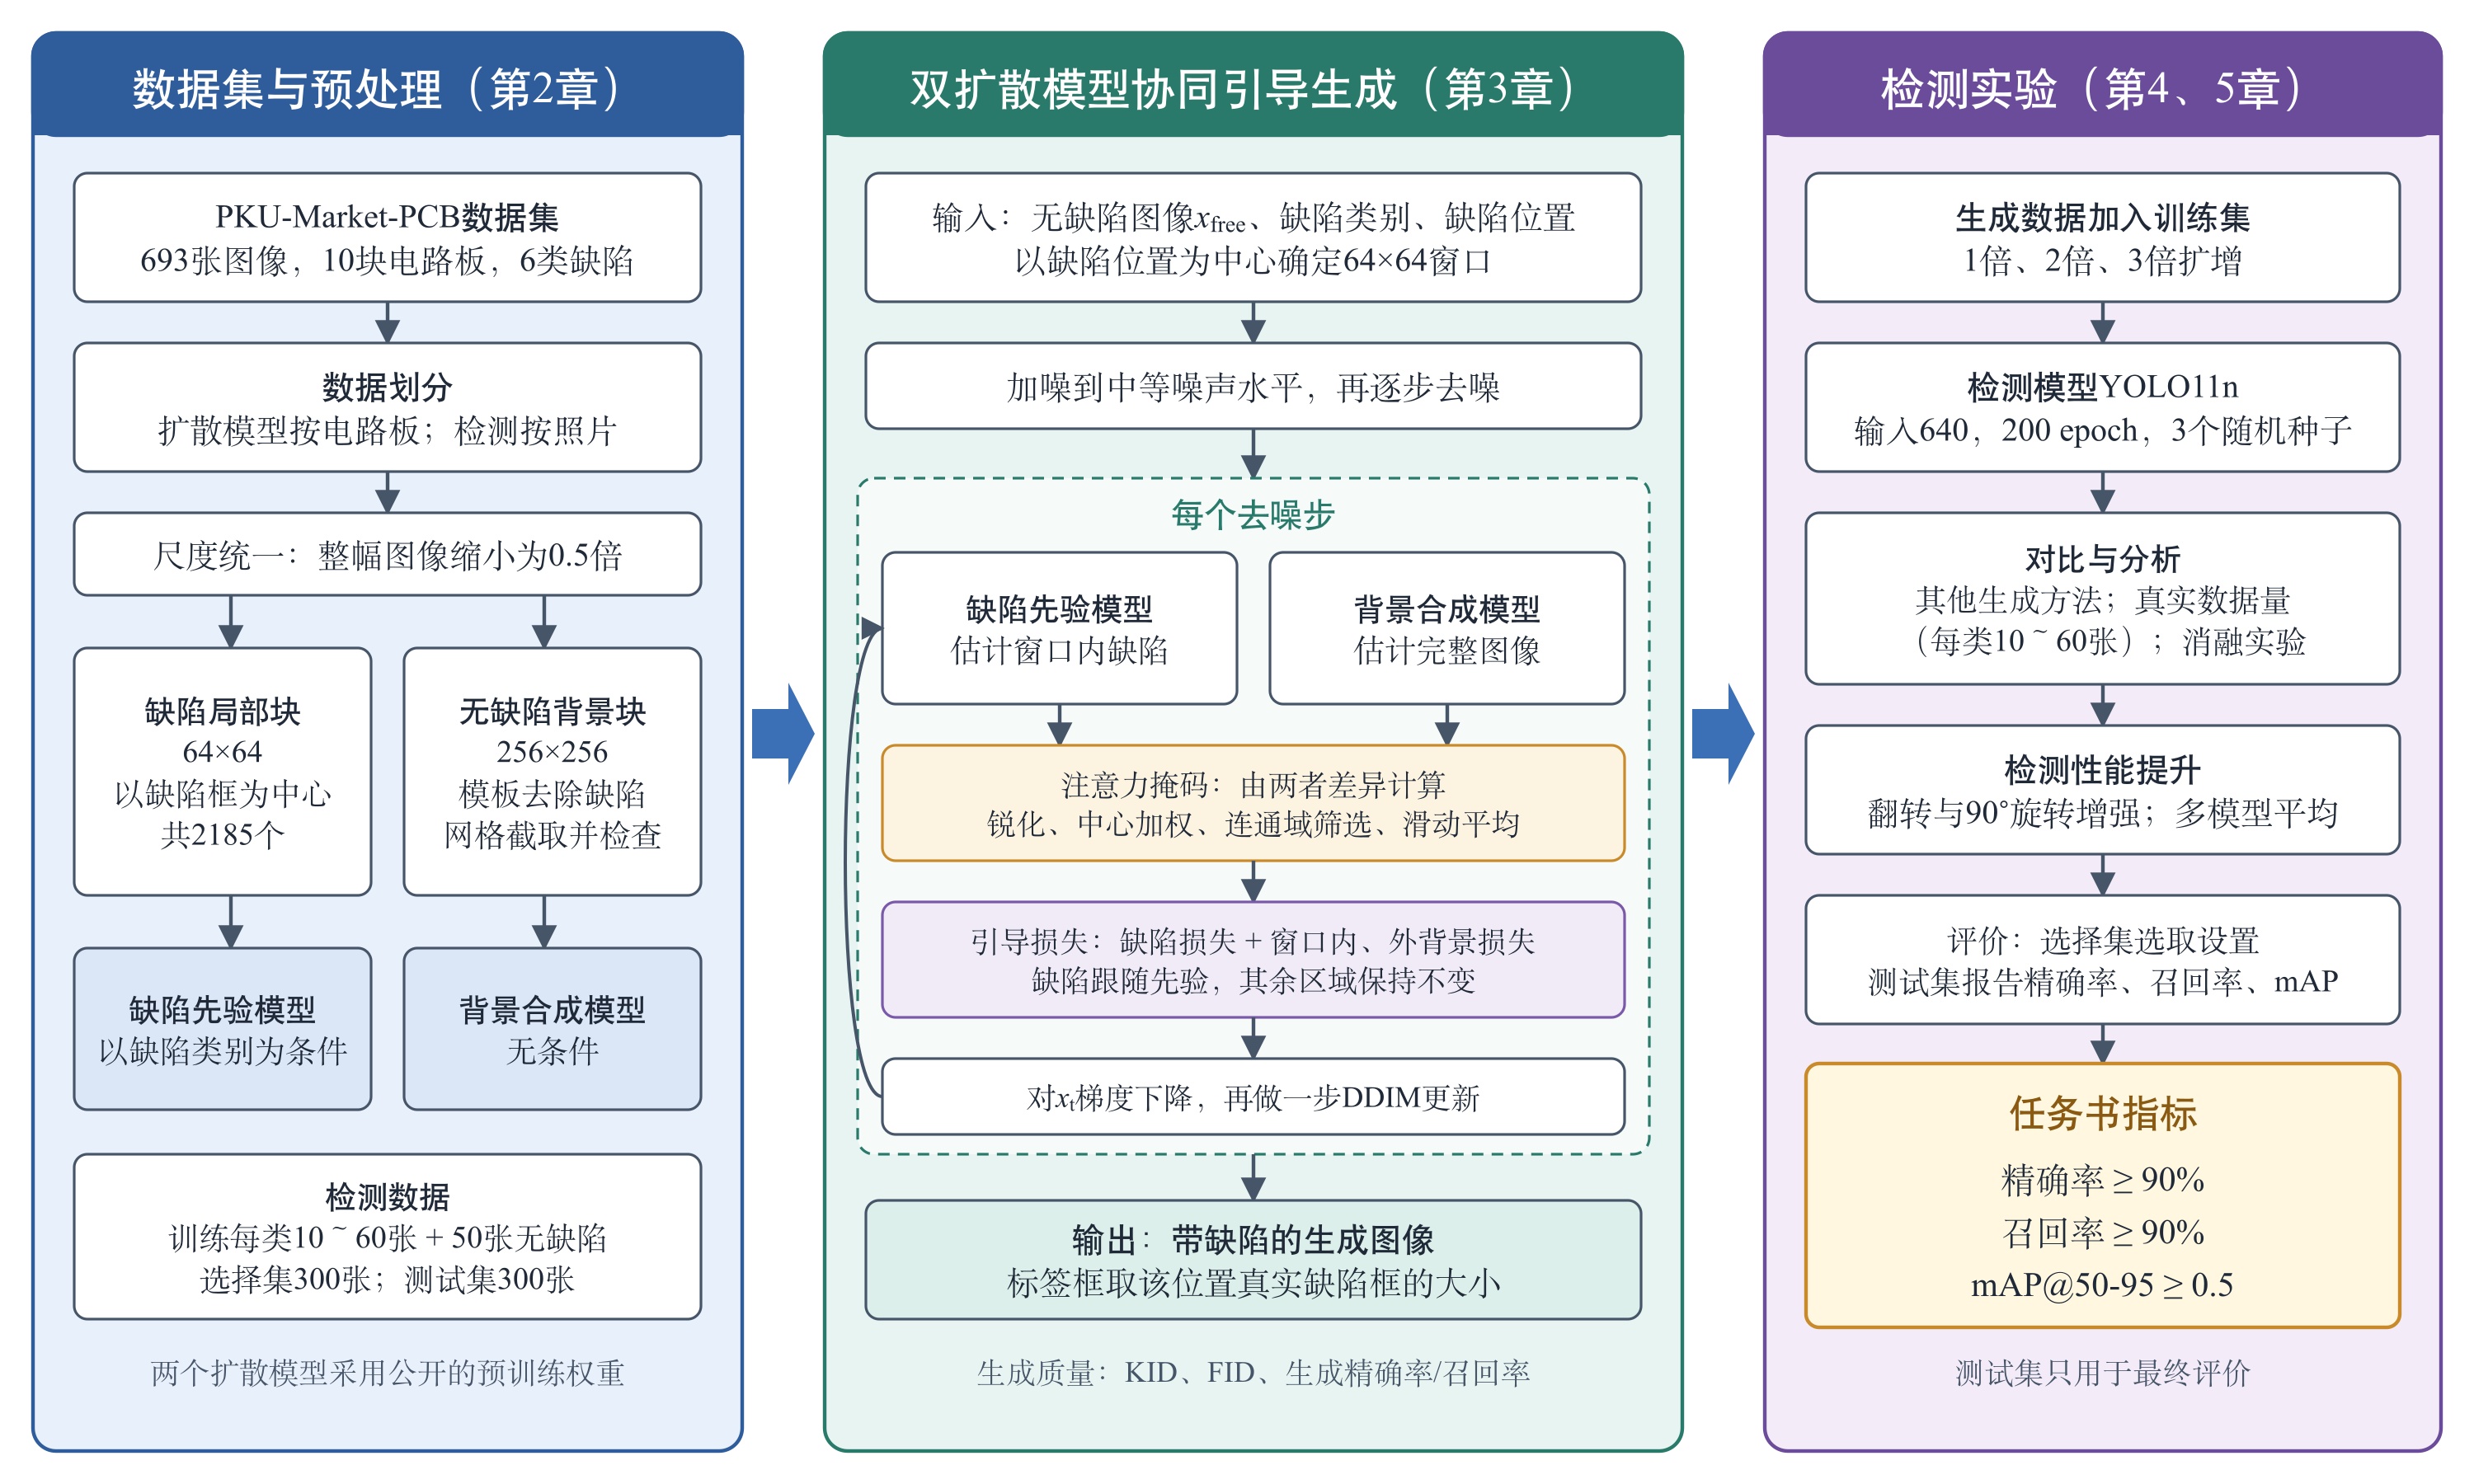 数据集与预处理（第2章）
PKU-Market-PCB数据集
693张图像，10块电路板，6类缺陷
数据划分
扩散模型按电路板；检测按照片
尺度统一：整幅图像缩小为0.5倍
缺陷局部块
64×64
以缺陷框为中心
共2185个
无缺陷背景块
256×256
模板去除缺陷
网格截取并检查
缺陷先验模型
以缺陷类别为条件
背景合成模型
无条件
检测数据
训练每类10 ~ 60张 + 50张无缺陷
选择集300张；测试集300张
两个扩散模型采用公开的预训练权重
双扩散模型协同引导生成（第3章）
输入：无缺陷图像xfree、缺陷类别、缺陷位置
以缺陷位置为中心确定64×64窗口
加噪到中等噪声水平，再逐步去噪
每个去噪步
缺陷先验模型
估计窗口内缺陷
背景合成模型
估计完整图像
注意力掩码：由两者差异计算
锐化、中心加权、连通域筛选、滑动平均
引导损失：缺陷损失 + 窗口内、外背景损失
缺陷跟随先验，其余区域保持不变
对xt梯度下降，再做一步DDIM更新
输出：带缺陷的生成图像
标签框取该位置真实缺陷框的大小
生成质量：KID、FID、生成精确率/召回率
检测实验（第4、5章）
生成数据加入训练集
1倍、2倍、3倍扩增
检测模型YOLO11n
输入640，200 epoch，3个随机种子
对比与分析
其他生成方法；真实数据量
（每类10 ~ 60张）；消融实验
检测性能提升
翻转与90°旋转增强；多模型平均
评价：选择集选取设置
测试集报告精确率、召回率、mAP
任务书指标
精确率 ≥ 90%
召回率 ≥ 90%
mAP@50-95 ≥ 0.5
测试集只用于最终评价